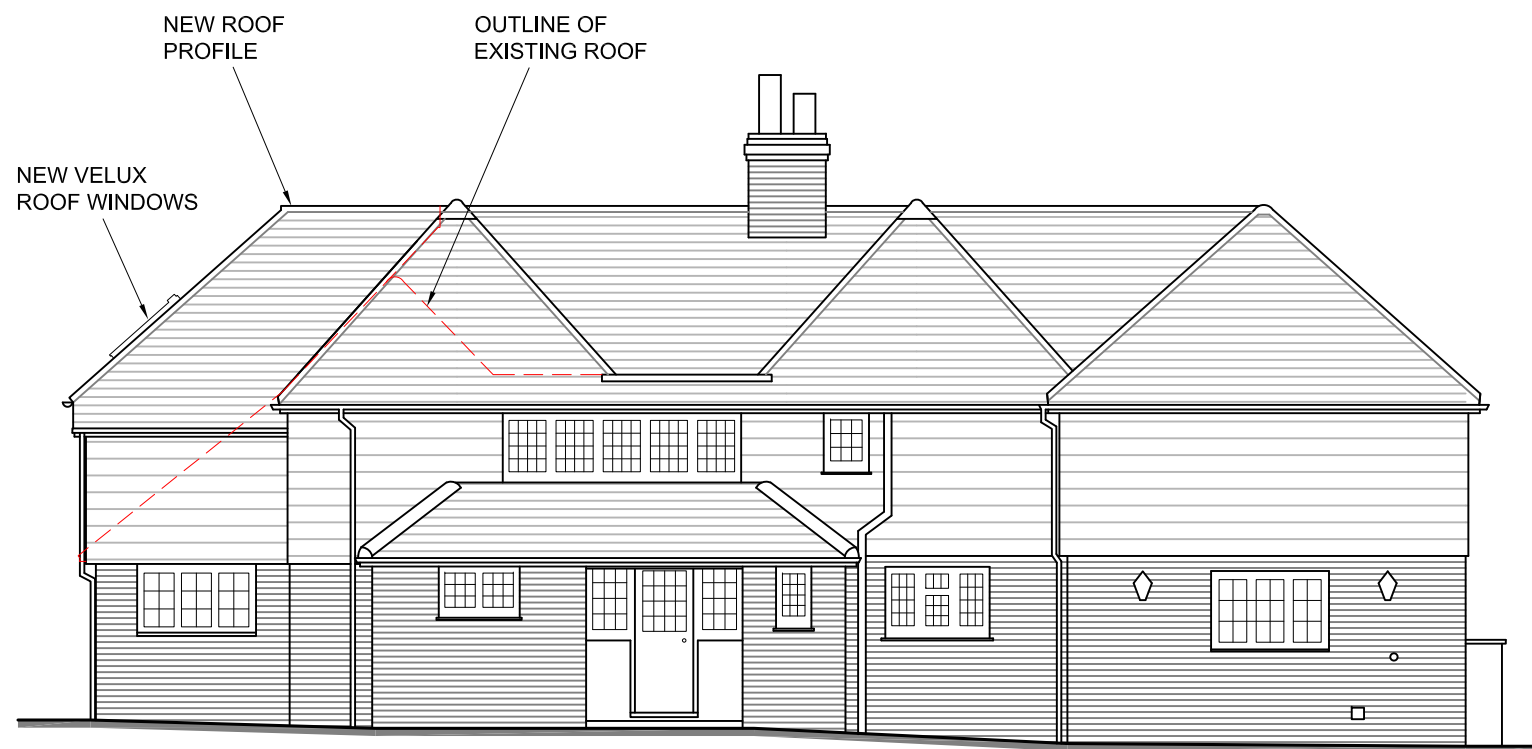 NEW ROOF
PROFILE
OUTLINE OF
EXISTING ROOF
NEW VELUX
ROOF WINDOWS